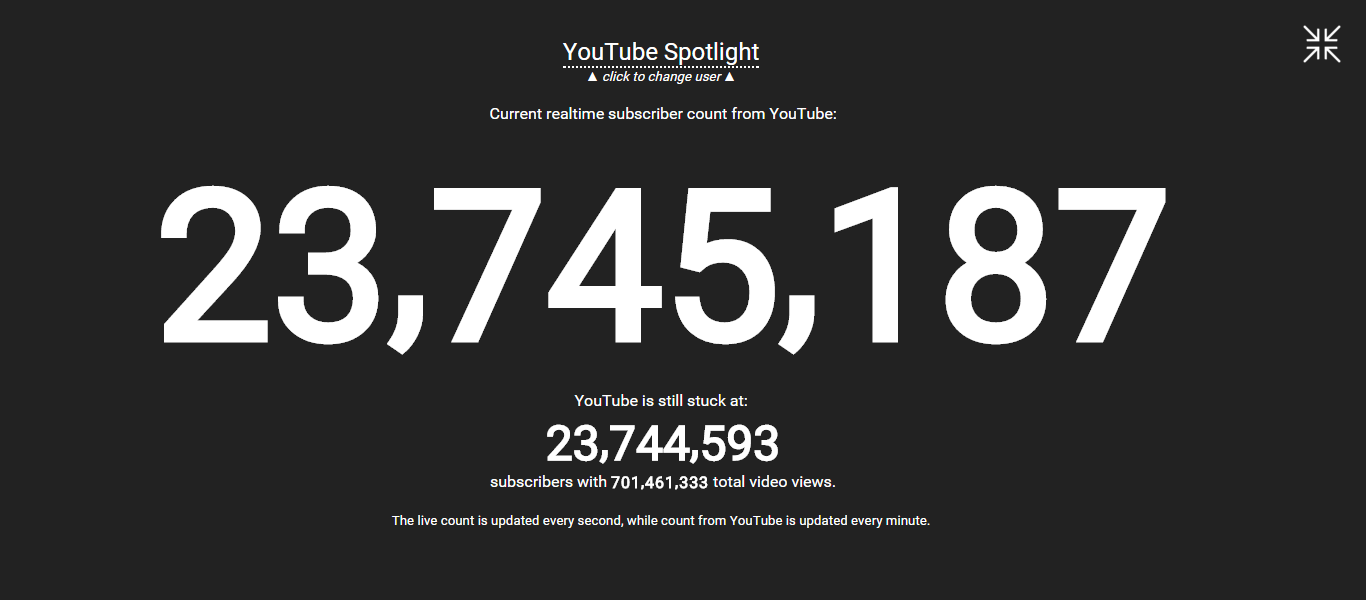 YouTube Spotlight
▲ click to change user ▲
Current realtime subscriber count from YouTube:
23,745,187
YouTube is still stuck at:
23,744,593
subscribers with 701,461,333 total video views.
The live count is updated every second, while count from YouTube is updated every minute.